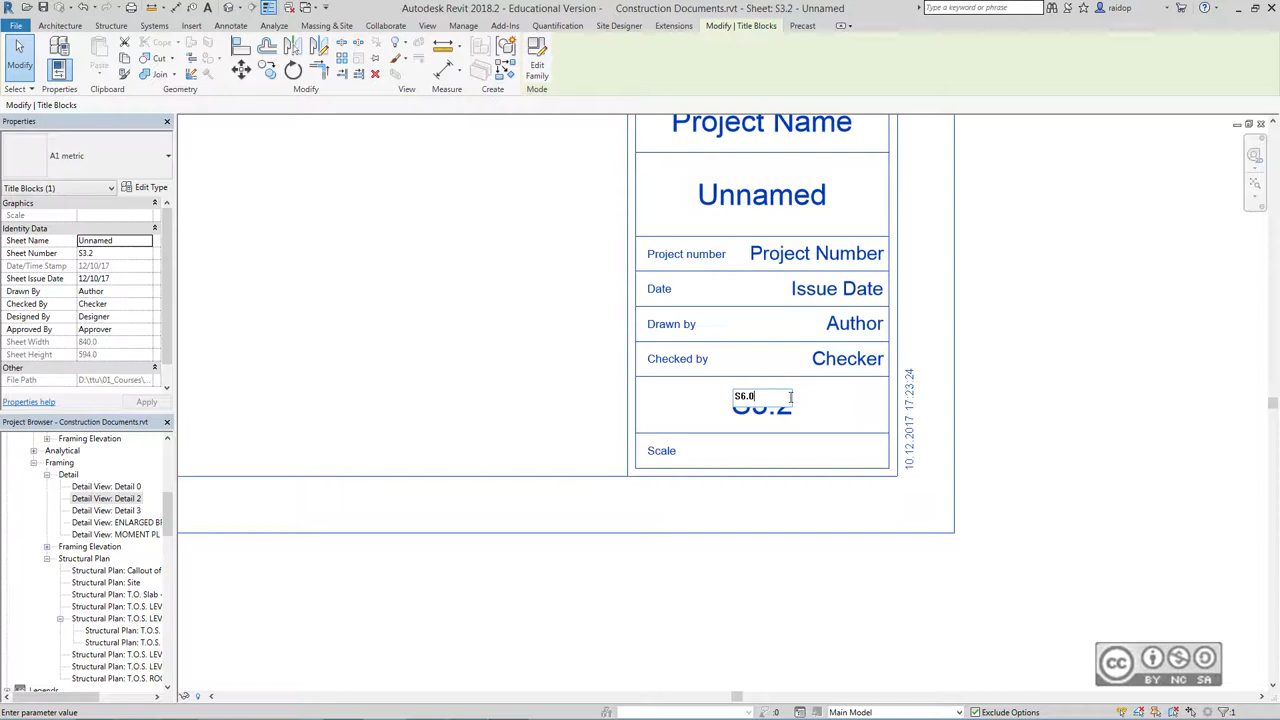 Autodesk Revit 2018.2 - Educational Version - Construction Documents.rvt - Sheet: S3.2 - Unnamed
Type a keyword or phrase
raidop
File
Architecture
Structure
Systems
Insert
Annotate
Analyze
Massing & Site
Collaborate
View
Manage
Add-Ins
Quantification
Site Designer
Extensions
Modify | Title Blocks
Precast
Modify
Paste
Cope
Cut
Join
Edit
Family
Select
Properties
Clipboard
Geometry
Modify
View
Measure
Create
Mode
Modify | Title Blocks
Properties
A1 metric
Title Blocks (1)
Edit Type
Graphics
Scale
Identity Data
Sheet Name Unnamed
Sheet Number S3.2
Date/Time Stamp 12/10/17
Sheet Issue Date 12/10/17
Drawn By Author
Checked By Checker
Designed By Designer
Approved By Approver
Sheet Width 840.0
Sheet Height 594.0
Other
File Path D:\ttu\01_Courses\...
Properties help
Apply
Project Browser - Construction Documents.rvt
Framing Elevation
Analytical
Framing
Detail
Detail View: Detail 0
Detail View: Detail 2
Detail View: Detail 3
Detail View: ENLARGED BF
Detail View: MOMENT PL
Framing Elevation
Structural Plan
Structural Plan: Callout of
Structural Plan: Site
Structural Plan: T.O. Slab
Structural Plan: T.O.S. LEV
Structural Plan: T.O.S. LEV
Structural Plan: T.O.S.
Structural Plan: T.O.S.
Structural Plan: T.O.S. LEV
Structural Plan: T.O.S. LEV
Structural Plan: T.O.S. ROO
Legends
Project Name
Unnamed
Project number Project Number
Date Issue Date
Drawn by Author
Checked by Checker
S6.0
S3.2
Scale
10.12.2017 17:23:24
CC BY NC SA
Enter parameter value
:0
Main Model
Exclude Options
:1